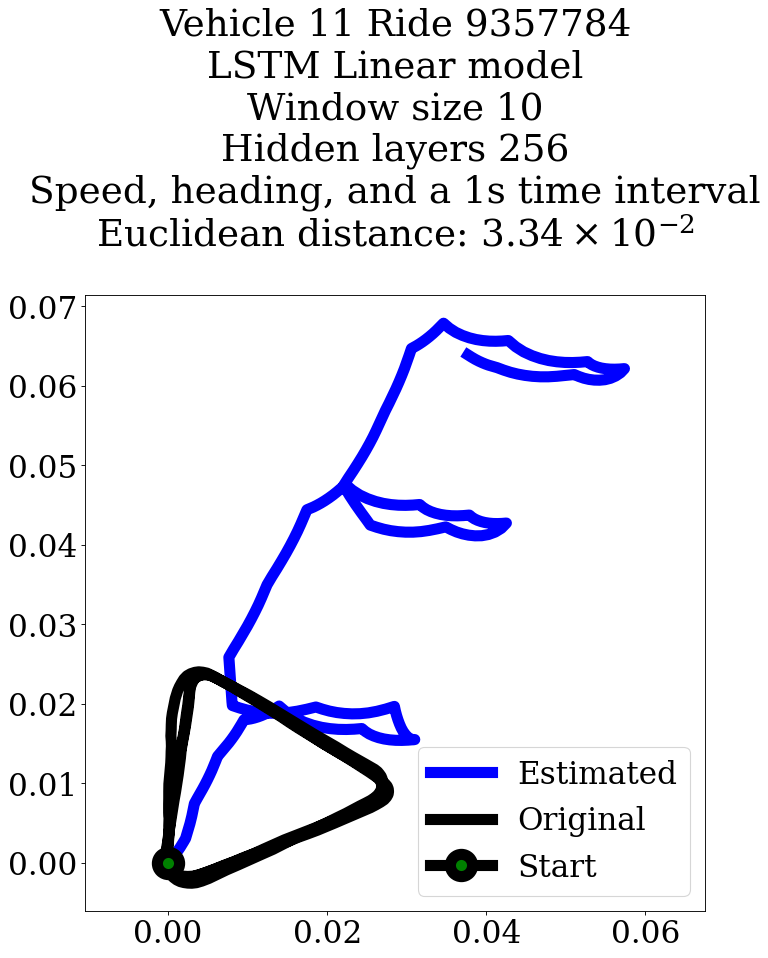 Vehicle 11 Ride 9357784
LSTM Linear model
Window size 10
Hidden layers 256
Speed, heading, and a 1s time interval
Euclidean distance: 3.34 × 10⁻²
0.07
0.06
0.05
0.04
0.03
0.02
0.01
0.00
Estimated
Original
Start
0.00 0.02 0.04 0.06